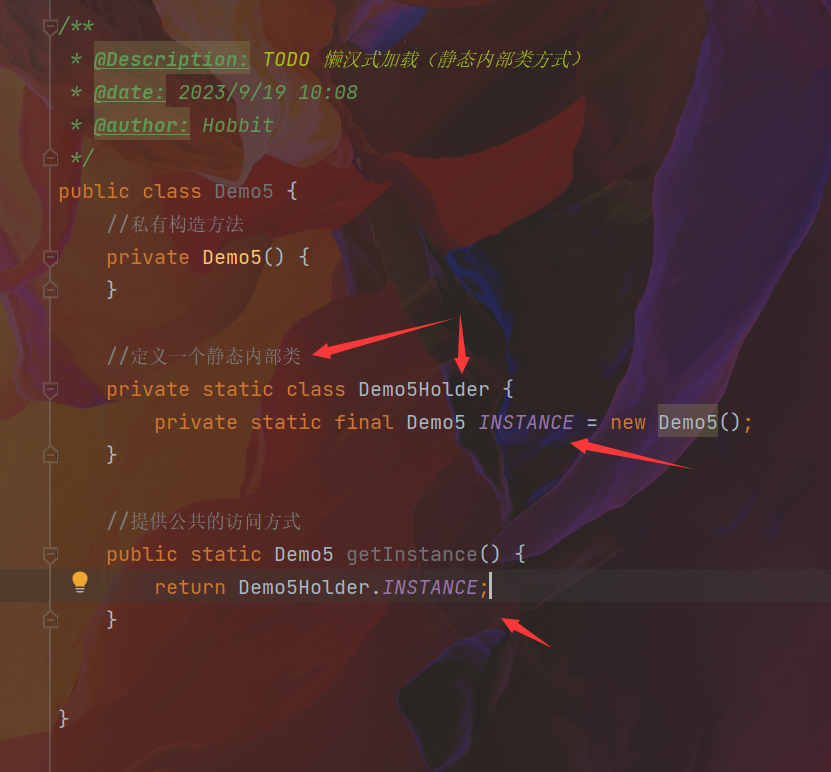 /**
 * @Description: TODO 懒汉式加载（静态内部类方式）
 * @date: 2023/9/19 10:08
 * @author: Hobbit
 */
public class Demo5 {
    //私有构造方法
    private Demo5() {
    }
    //定义一个静态内部类
    private static class Demo5Holder {
        private static final Demo5 INSTANCE = new Demo5();
    }
    //提供公共的访问方式
    public static Demo5 getInstance() {
        return Demo5Holder.INSTANCE;
    }
}